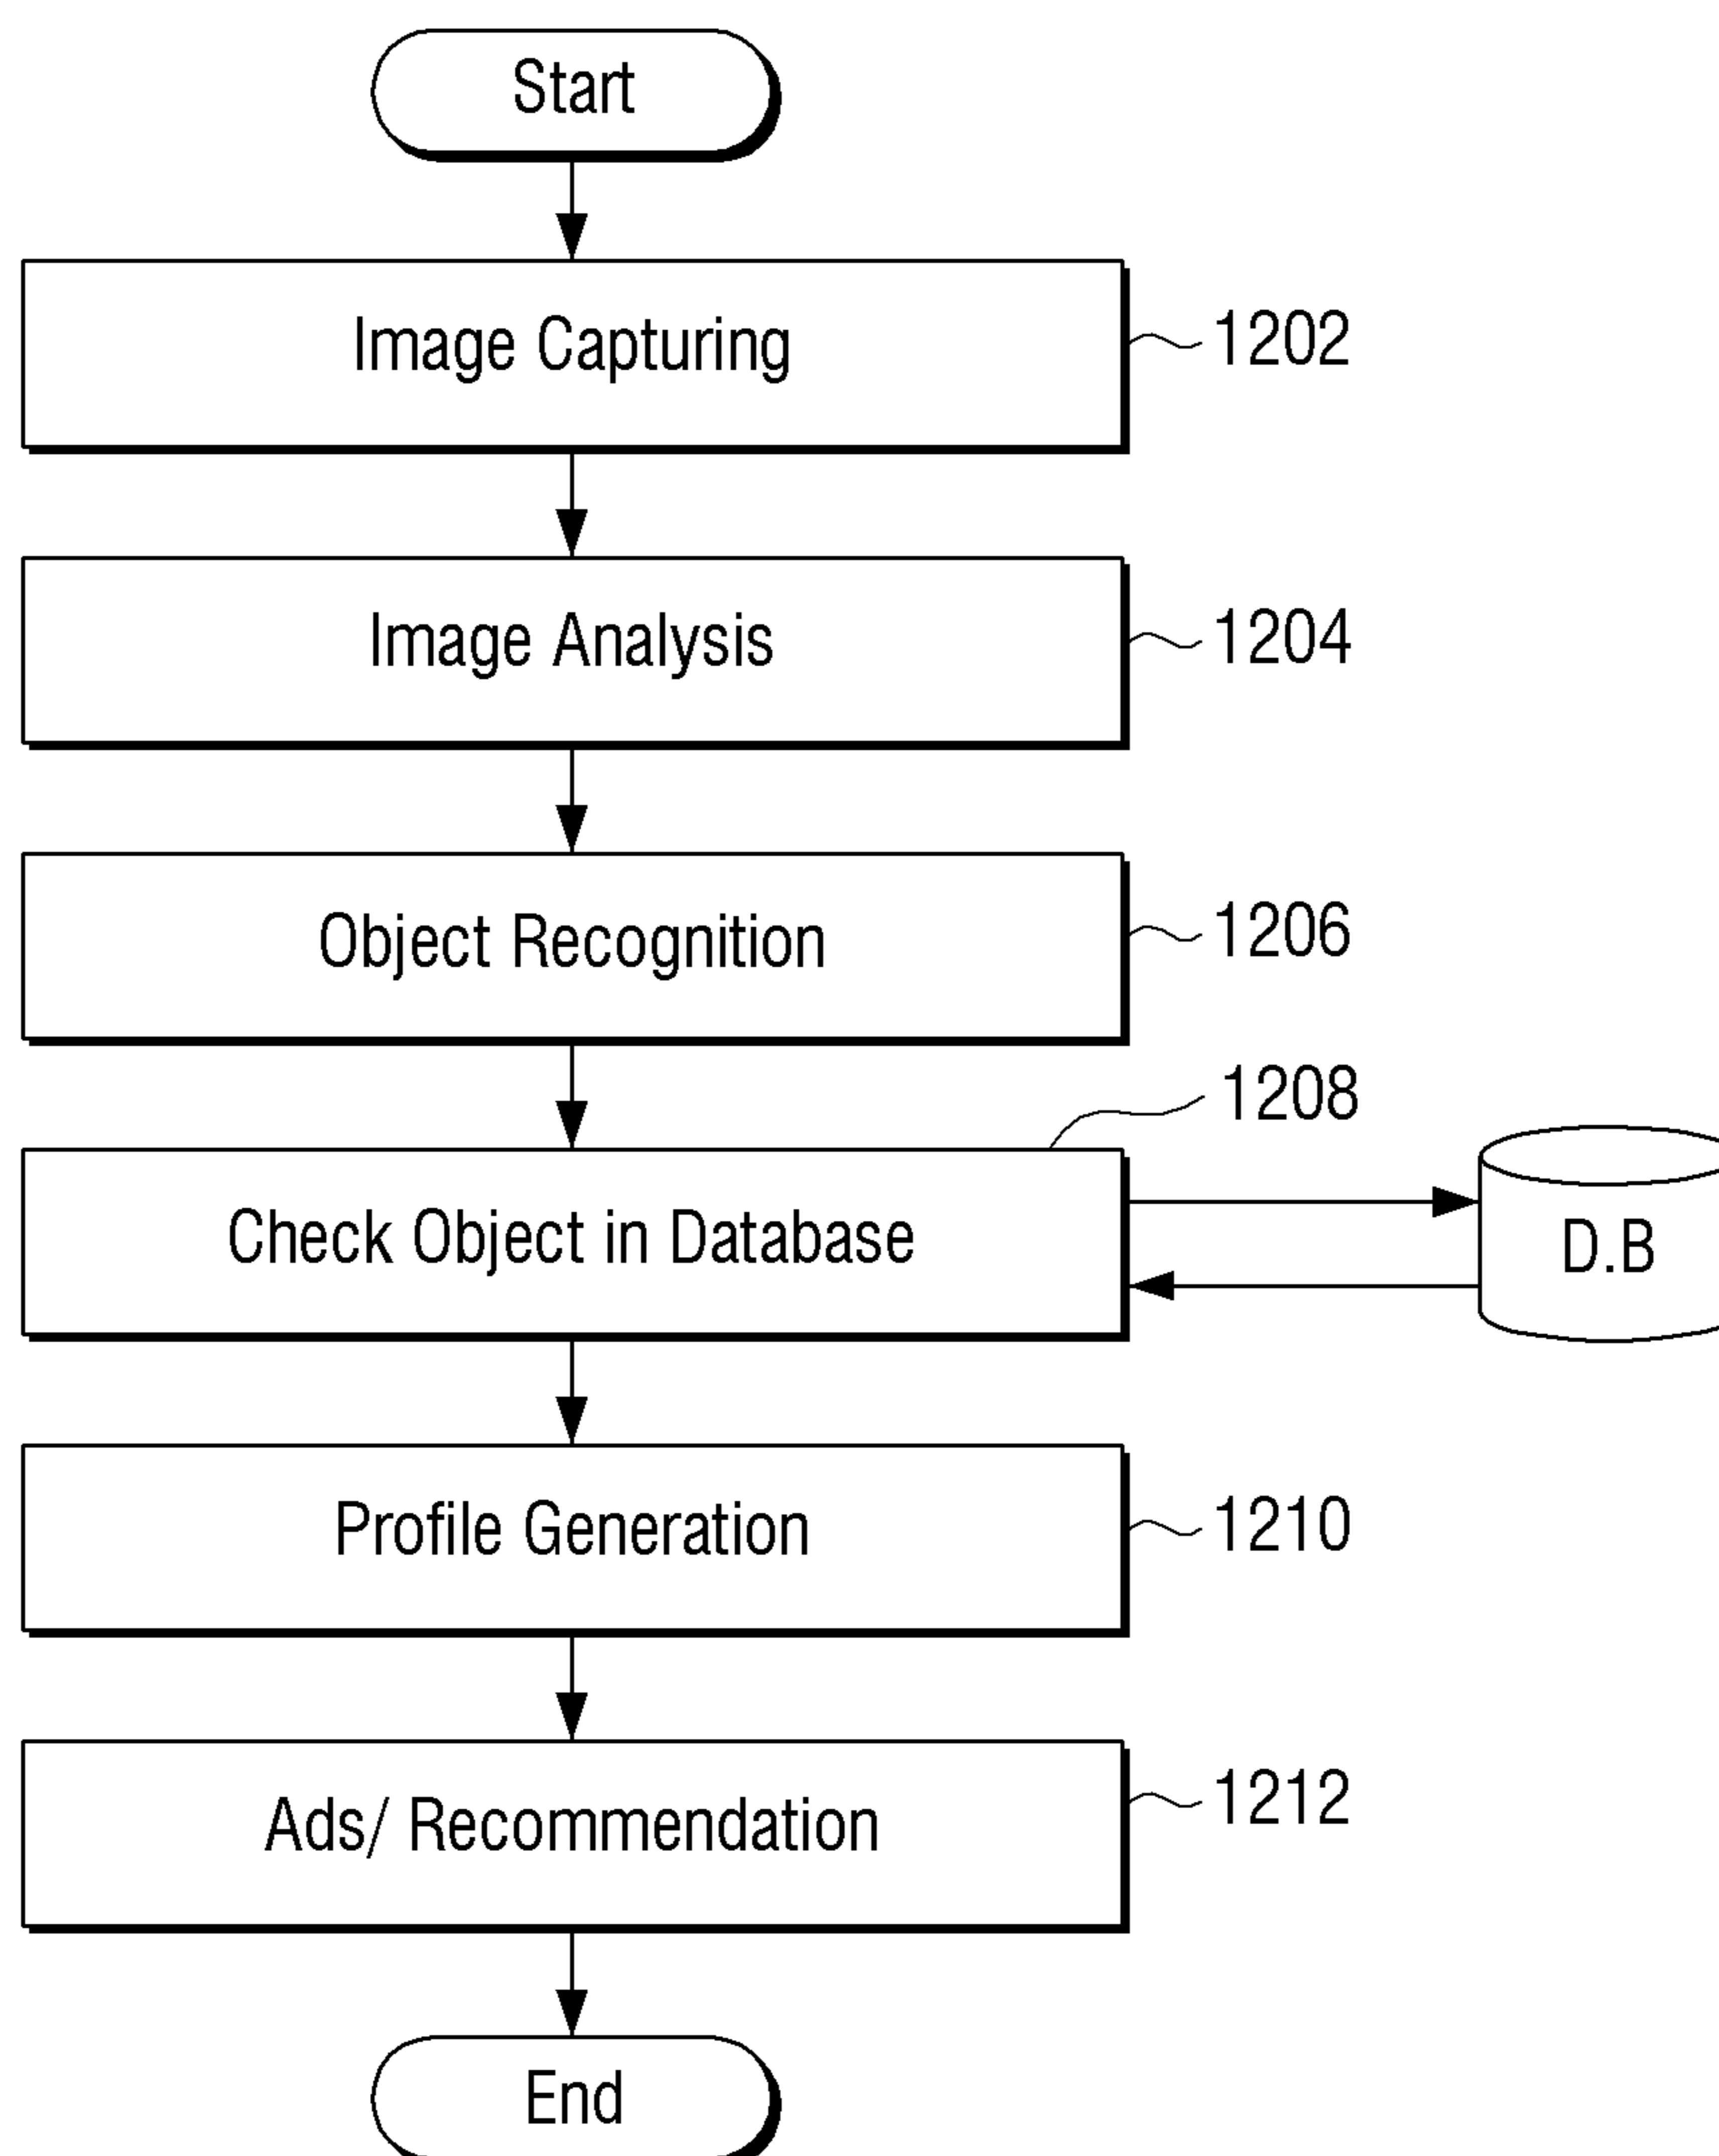 Start
Image Capturing
1202
Image Analysis
1204
Object Recognition
1206
1208
Check Object in Database
D.B
Profile Generation
1210
Ads/ Recommendation
1212
End